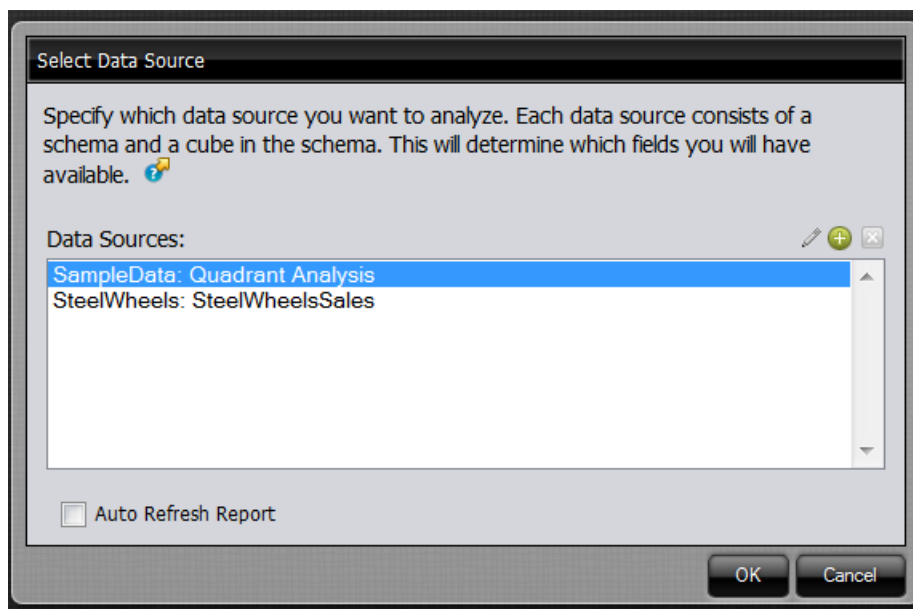 Select Data Source
Specify which data source you want to analyze. Each data source consists of a
schema and a cube in the schema. This will determine which fields you will have
available.
Data Sources:
SampleData: Quadrant Analysis
SteelWheels: SteelWheelsSales
Auto Refresh Report
OK Cancel